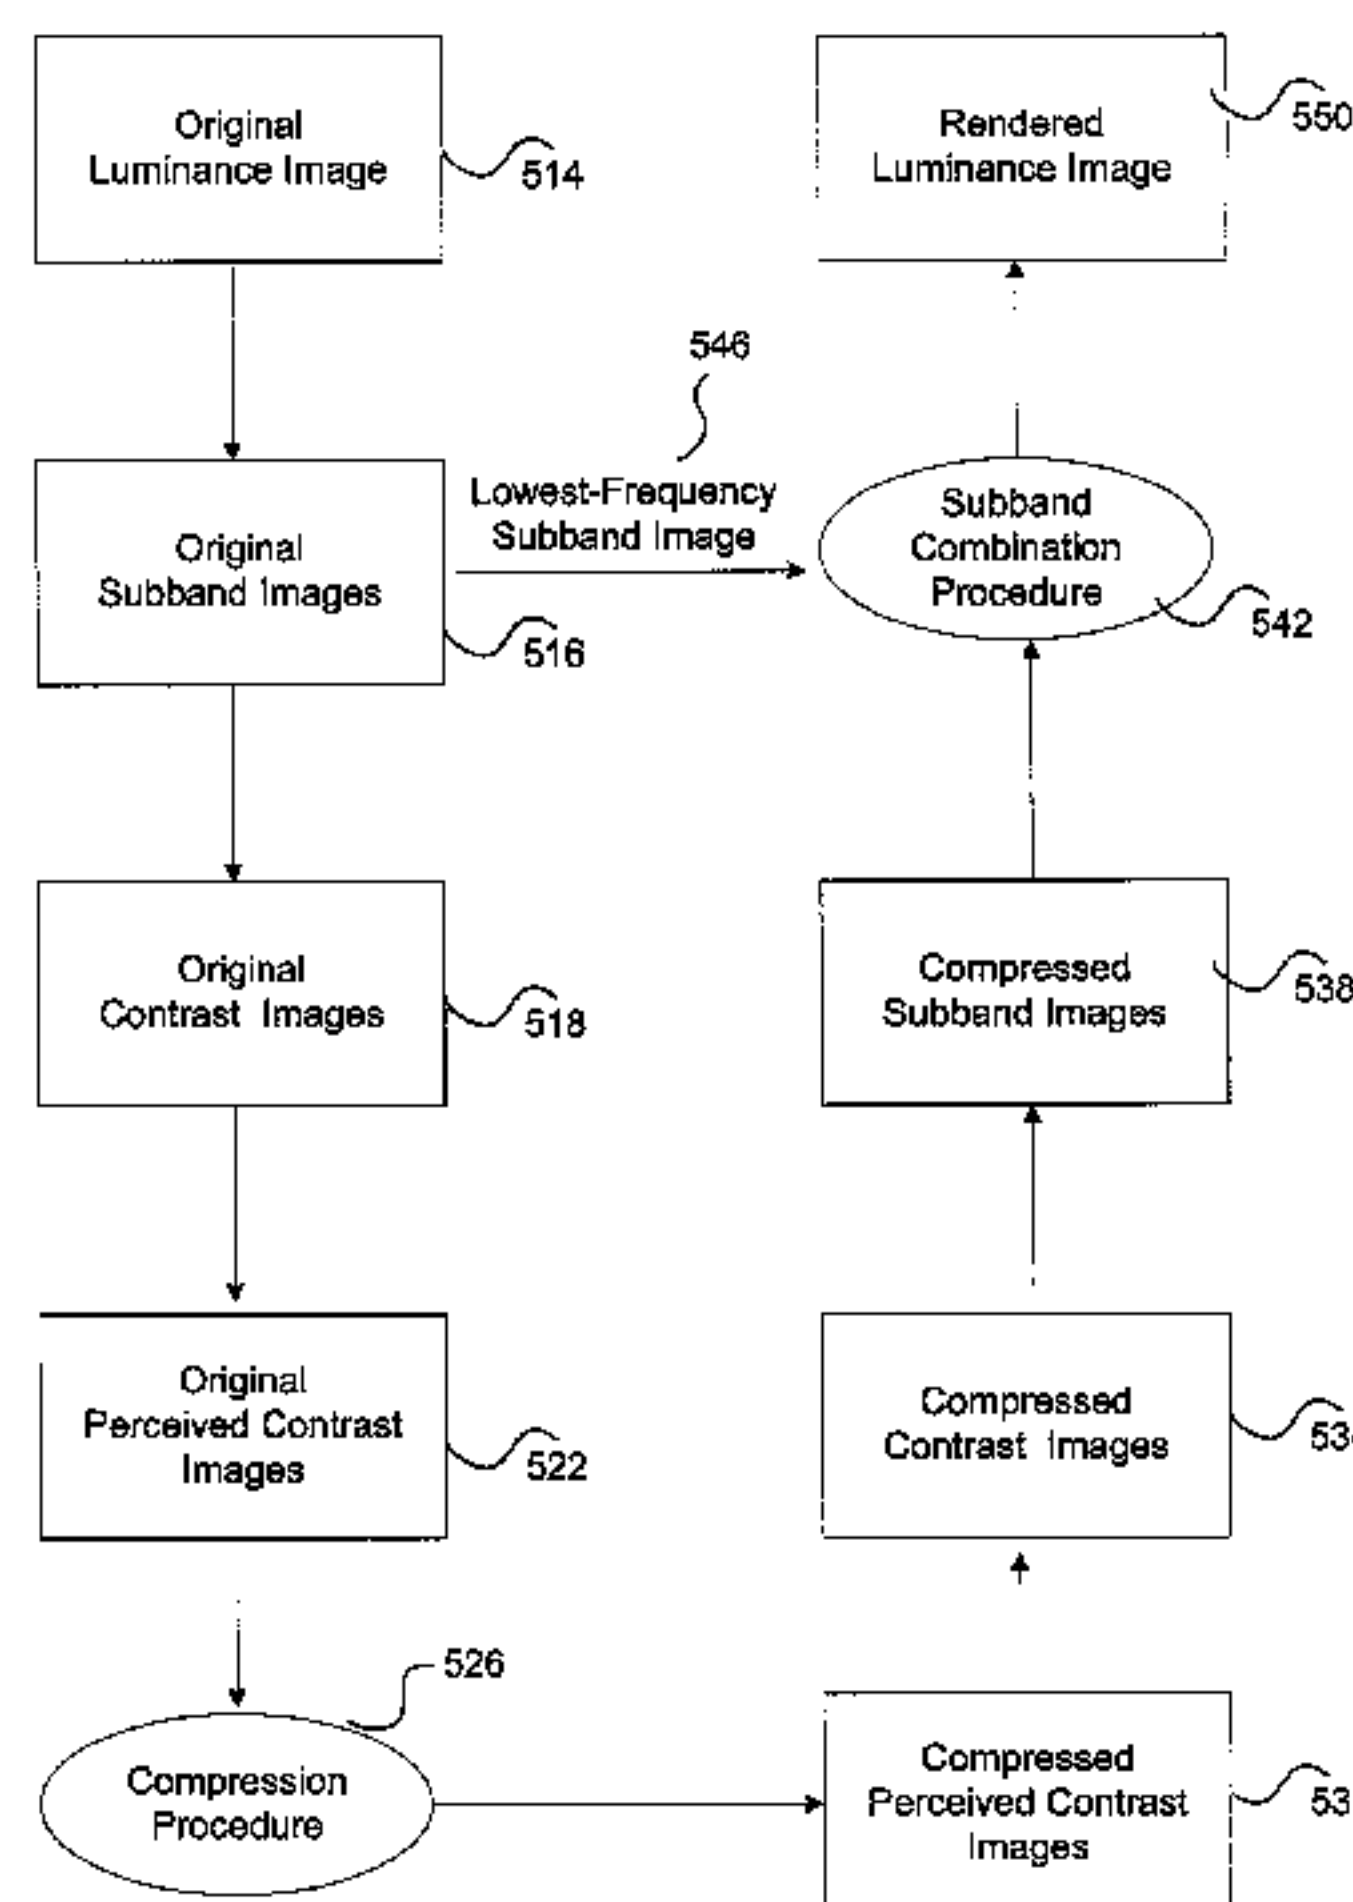 Original
Luminance Image
514
Rendered
Luminance Image
550
546
Lowest-Frequency
Subband Image
Original
Subband Images
516
Subband
Combination
Procedure
542
Original
Contrast Images
518
Compressed
Subband Images
538
Original
Perceived Contrast
Images
522
Compressed
Contrast Images
526
Compression
Procedure
Compressed
Perceived Contrast
Images